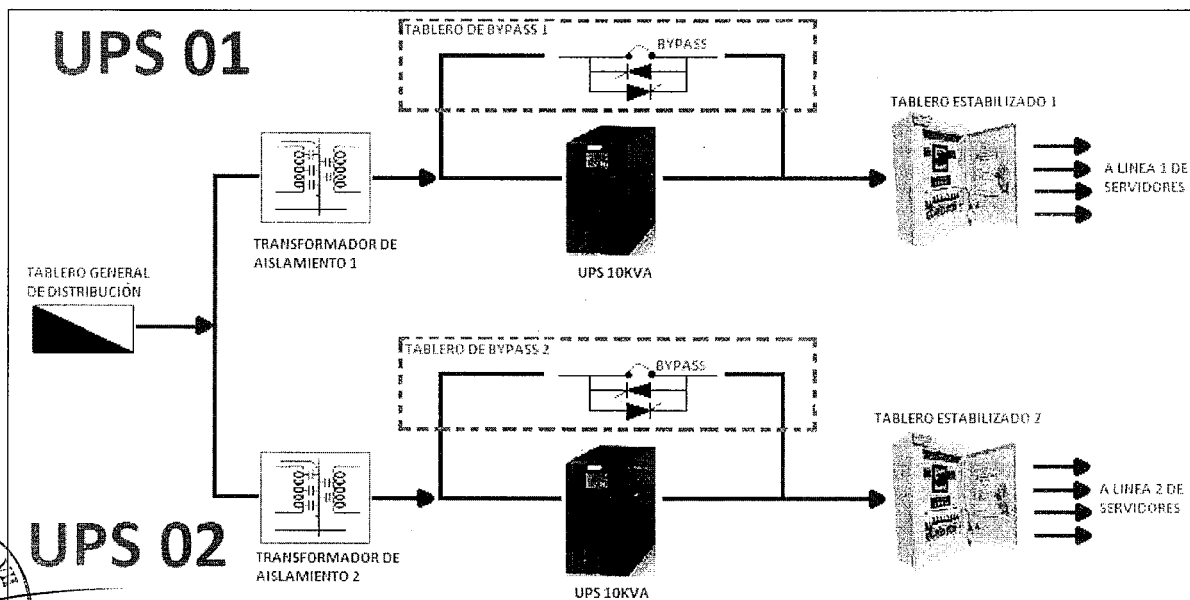 UPS 01
TABLERO DE BYPASS 1
BYPASS
TABLERO ESTABILIZADO 1
A LINEA 1 DE
SERVIDORES
TRANSFORMADOR DE
AISLAMIENTO 1
UPS 10KVA
TABLERO GENERAL
DE DISTRIBUCIÓN
TABLERO DE BYPASS 2
BYPASS
TABLERO ESTABILIZADO 2
A LINEA 2 DE
SERVIDORES
UPS 02
TRANSFORMADOR DE
AISLAMIENTO 2
UPS 10KVA